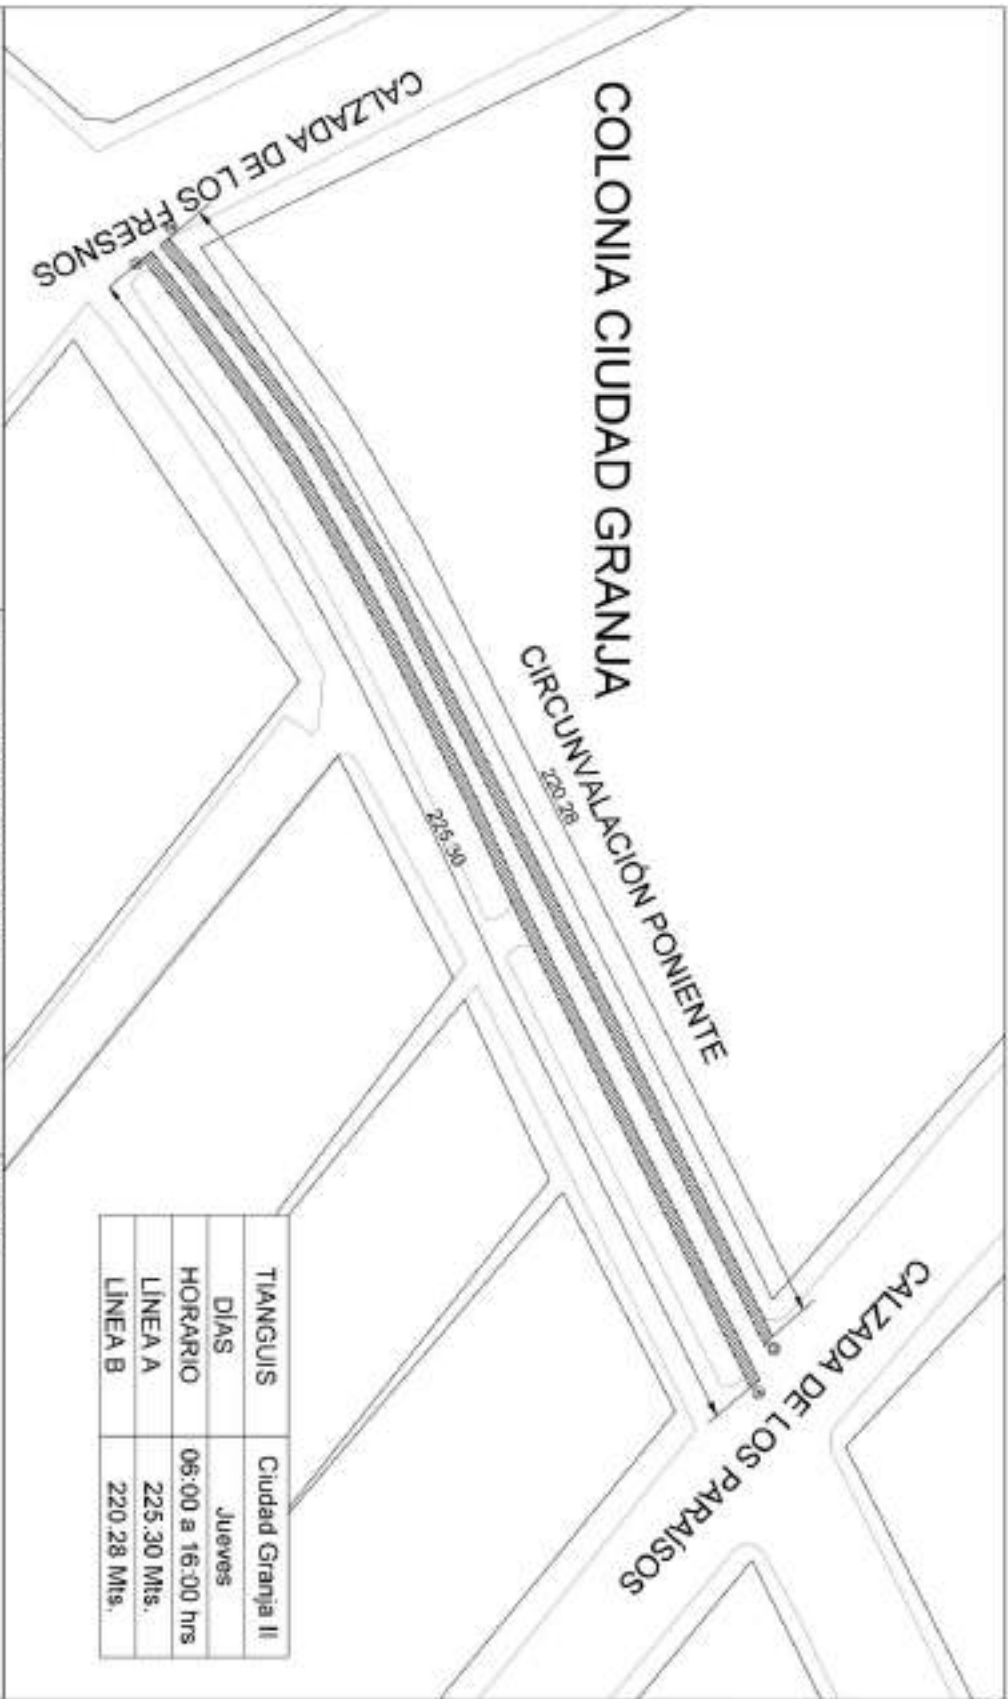 COLONIA CIUDAD GRANJA
CALZADA DE LOS FRESNOS
CIRCUNVALACIÓN PONIENTE
220.28
225.30
CALZADA DE LOS PARAÍSOS
TIANGUIS Ciudad Granja II
DÍAS Jueves
HORARIO 06:00 a 16:00 hrs
LÍNEA A 225.30 Mts.
LÍNEA B 220.28 Mts.